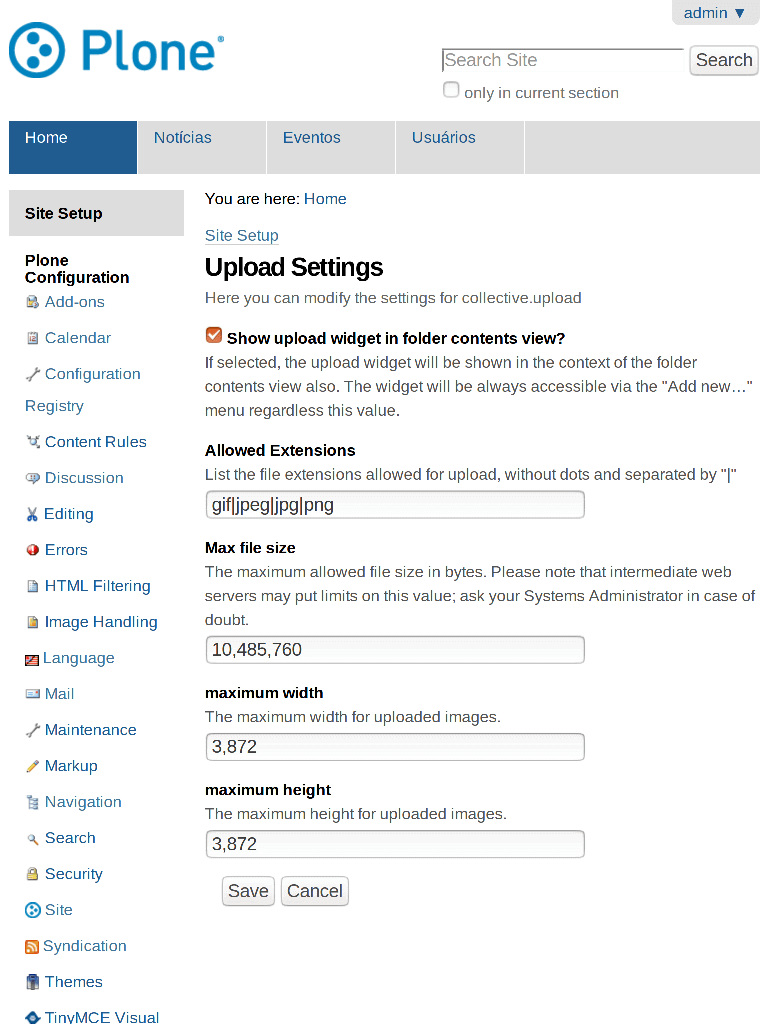 admin ▼
Plone®
Search Site
Search
only in current section
Home
Notícias
Eventos
Usuários
Site Setup
Plone
Configuration
Add-ons
Calendar
Configuration
Registry
Content Rules
Discussion
Editing
Errors
HTML Filtering
Image Handling
Language
Mail
Maintenance
Markup
Navigation
Search
Security
Site
Syndication
Themes
TinyMCE Visual
You are here: Home
Site Setup
Upload Settings
Here you can modify the settings for collective.upload
Show upload widget in folder contents view?
If selected, the upload widget will be shown in the context of the folder
contents view also. The widget will be always accessible via the "Add new…"
menu regardless this value.
Allowed Extensions
List the file extensions allowed for upload, without dots and separated by "|"
gif|jpeg|jpg|png
Max file size
The maximum allowed file size in bytes. Please note that intermediate web
servers may put limits on this value; ask your Systems Administrator in case of
doubt.
10,485,760
maximum width
The maximum width for uploaded images.
3,872
maximum height
The maximum height for uploaded images.
3,872
Save
Cancel